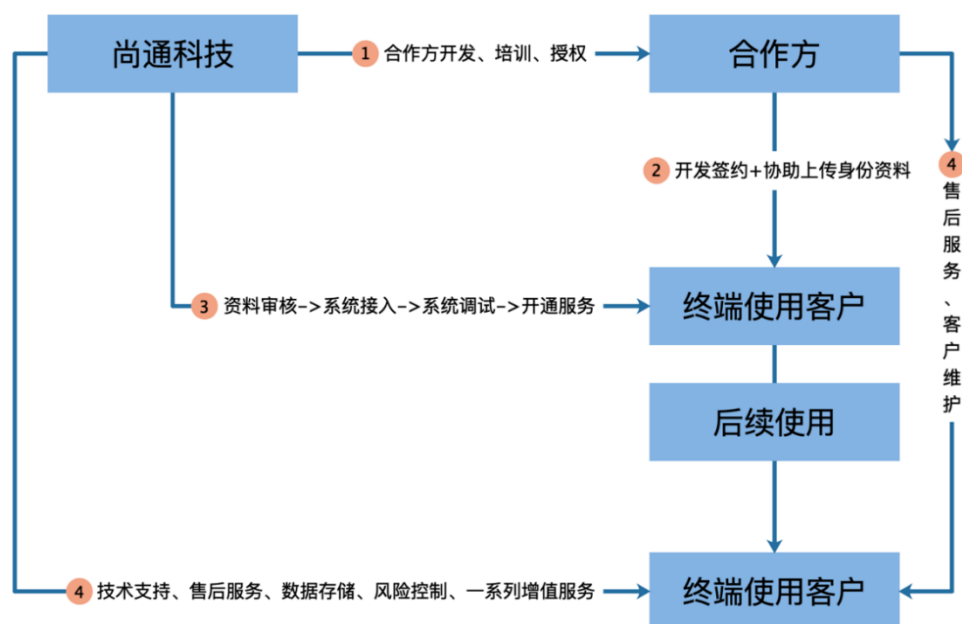 尚通科技
1 合作方开发、培训、授权
合作方
2 开发签约+协助上传身份资料
4
售后服务、客户维护
3 资料审核->系统接入->系统调试->开通服务
终端使用客户
后续使用
4 技术支持、售后服务、数据存储、风险控制、一系列增值服务
终端使用客户